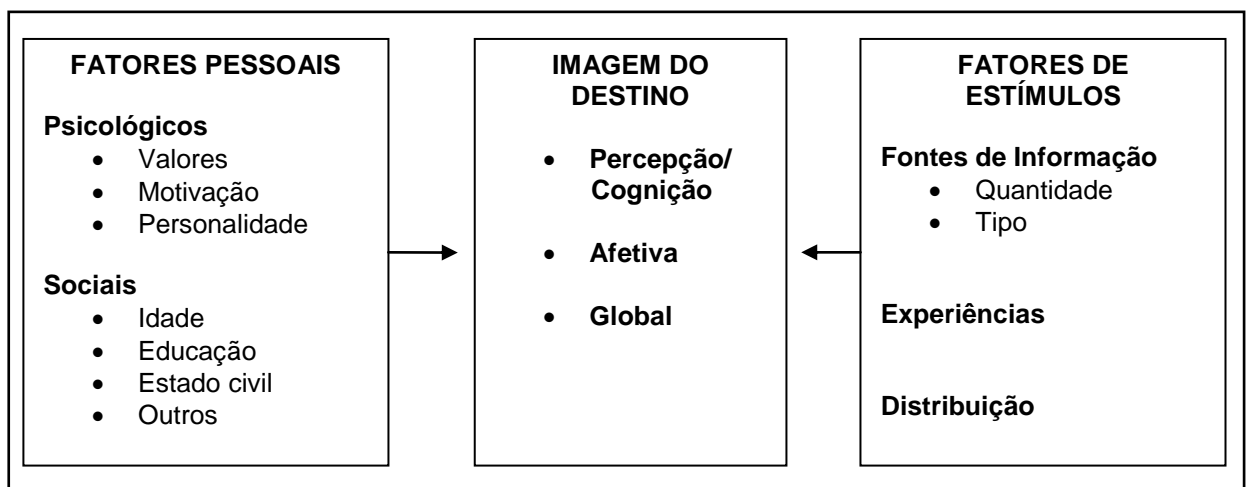 FATORES PESSOAIS
Psicológicos
• Valores
• Motivação
• Personalidade
Sociais
• Idade
• Educação
• Estado civil
• Outros
IMAGEM DO
DESTINO
• Percepção/
Cognição
• Afetiva
• Global
FATORES DE
ESTÍMULOS
Fontes de Informação
• Quantidade
• Tipo
Experiências
Distribuição